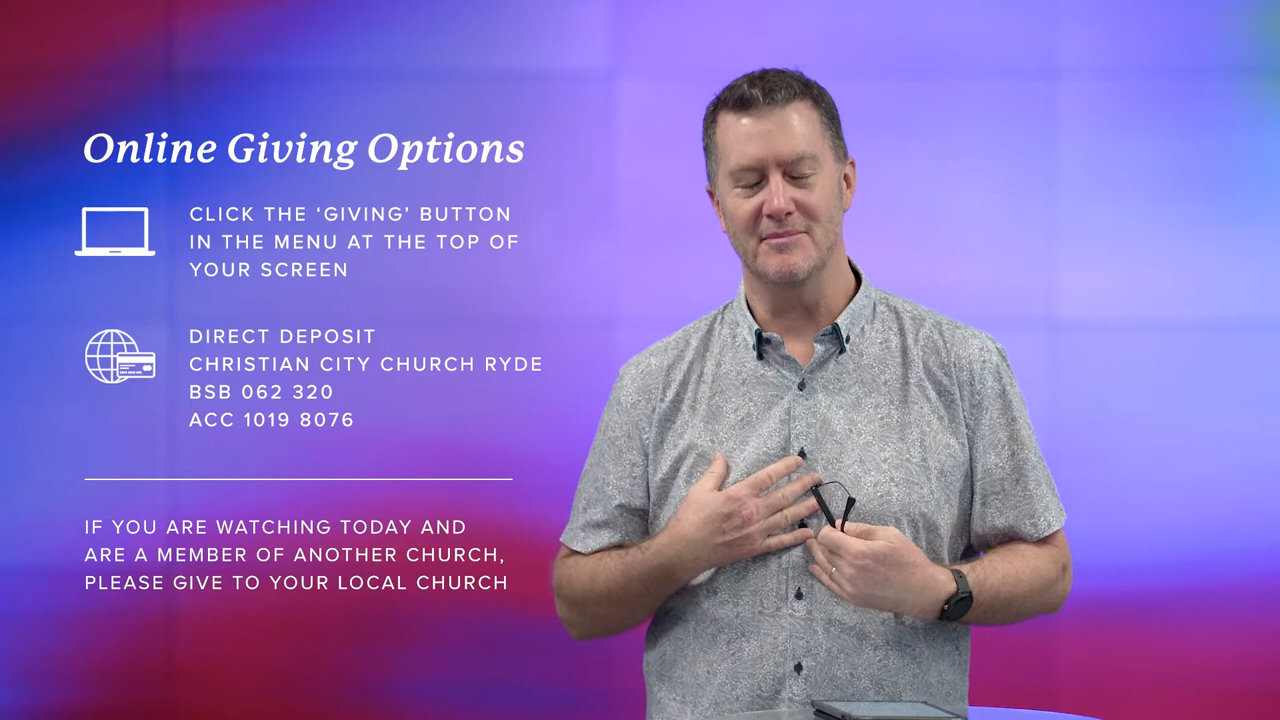 Online Giving Options
CLICK THE ‘GIVING’ BUTTON
IN THE MENU AT THE TOP OF
YOUR SCREEN
DIRECT DEPOSIT
CHRISTIAN CITY CHURCH RYDE
BSB 062 320
ACC 1019 8076
IF YOU ARE WATCHING TODAY AND
ARE A MEMBER OF ANOTHER CHURCH,
PLEASE GIVE TO YOUR LOCAL CHURCH